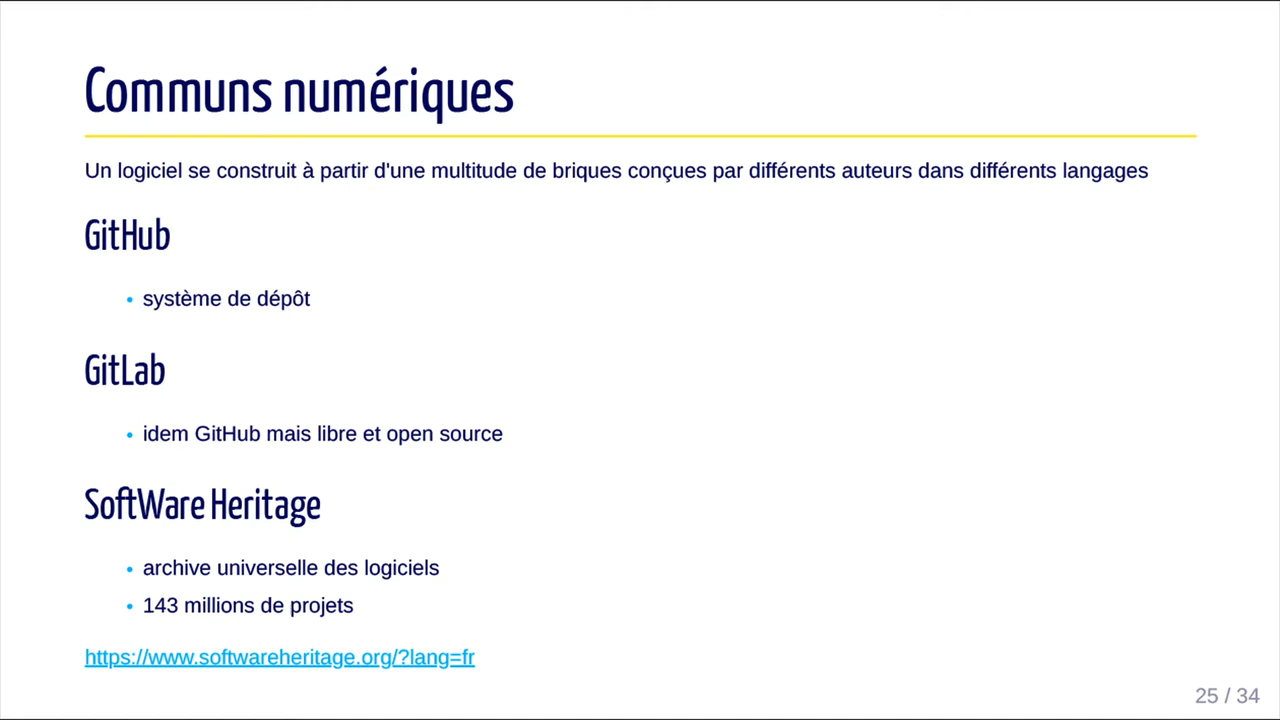 Communs numériques
Un logiciel se construit à partir d'une multitude de briques conçues par différents auteurs dans différents langages
GitHub
• système de dépôt
GitLab
• idem GitHub mais libre et open source
SoftWare Heritage
• archive universelle des logiciels
• 143 millions de projets
https://www.softwareheritage.org/?lang=fr
25 / 34